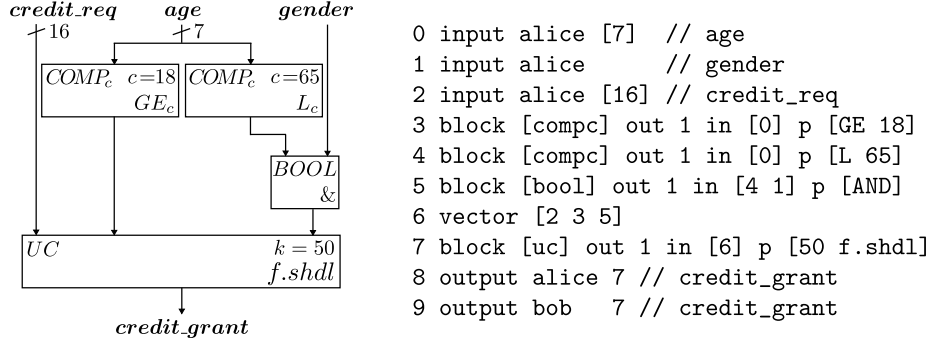 credit_req age gender
16 7
COMPc c=18
GEc
COMPc c=65
Lc
BOOL
&
UC k = 50
f.shdl
credit_grant
0 input alice [7] // age
1 input alice // gender
2 input alice [16] // credit_req
3 block [compc] out 1 in [0] p [GE 18]
4 block [compc] out 1 in [0] p [L 65]
5 block [bool] out 1 in [4 1] p [AND]
6 vector [2 3 5]
7 block [uc] out 1 in [6] p [50 f.shdl]
8 output alice 7 // credit_grant
9 output bob 7 // credit_grant